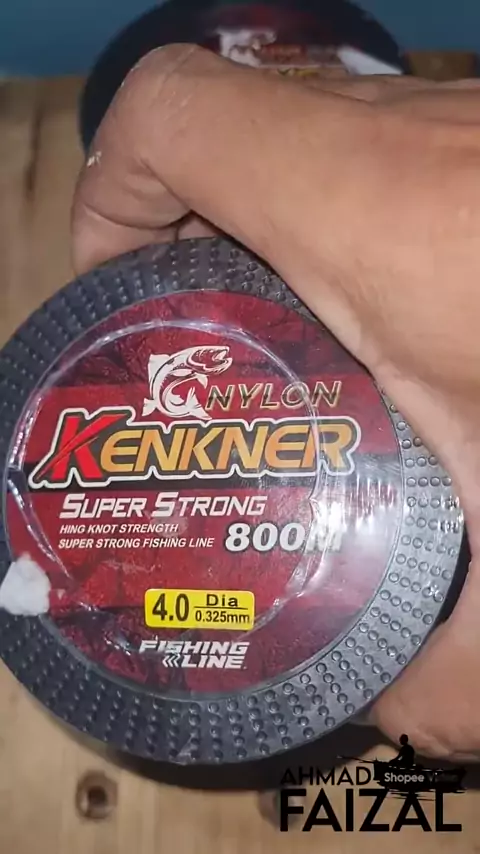 NYLON
KENKNER
SUPER STRONG
HING KNOT STRENGTH
SUPER STRONG FISHING LINE
800M
4.0 Dia
0.325mm
FISHING
LINE
AHMAD
Shopee
FAIZAL